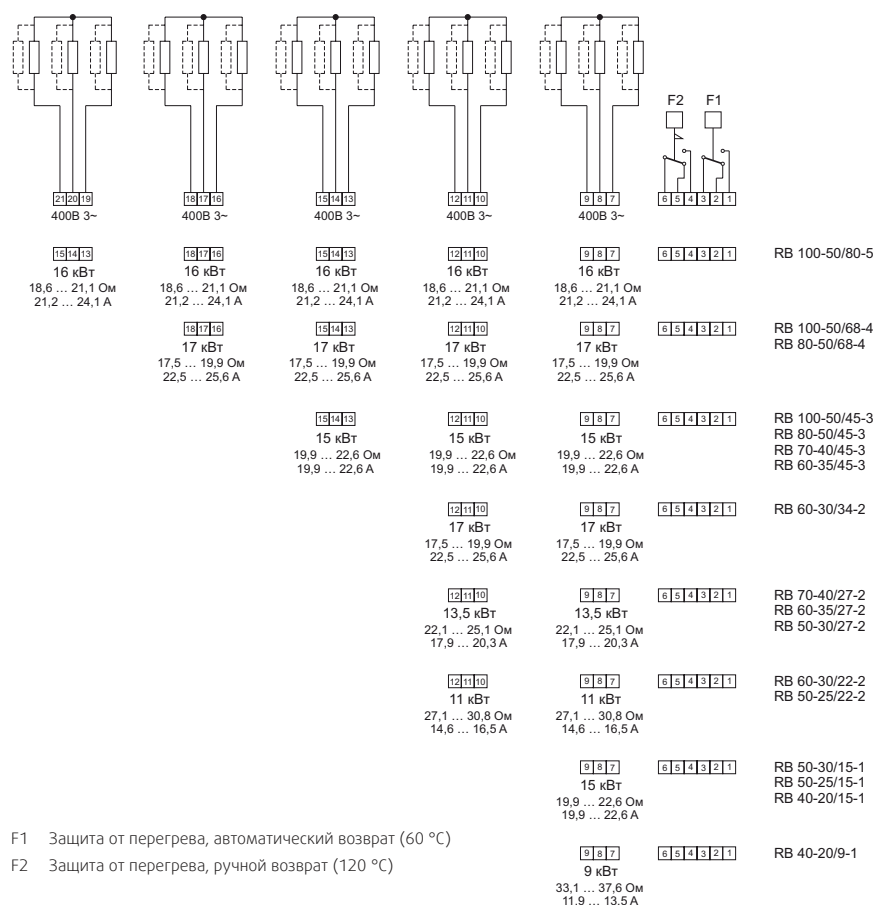 F2 F1
21 20 19 18 17 16 15 14 13 12 11 10 9 8 7 6 5 4 3 2 1
400В 3~ 400В 3~ 400В 3~ 400В 3~ 400В 3~
15 14 13 18 17 16 15 14 13 12 11 10 9 8 7 6 5 4 3 2 1 RB 100-50/80-5
16 кВт 16 кВт 16 кВт 16 кВт 16 кВт
18,6 … 21,1 Ом 18,6 … 21,1 Ом 18,6 … 21,1 Ом 18,6 … 21,1 Ом 18,6 … 21,1 Ом
21,2 … 24,1 А 21,2 … 24,1 А 21,2 … 24,1 А 21,2 … 24,1 А 21,2 … 24,1 А
18 17 16 15 14 13 12 11 10 9 8 7 6 5 4 3 2 1 RB 100-50/68-4
RB 80-50/68-4
17 кВт 17 кВт 17 кВт 17 кВт
17,5 … 19,9 Ом 17,5 … 19,9 Ом 17,5 … 19,9 Ом 17,5 … 19,9 Ом
22,5 … 25,6 А 22,5 … 25,6 А 22,5 … 25,6 А 22,5 … 25,6 А
15 14 13 12 11 10 9 8 7 6 5 4 3 2 1 RB 100-50/45-3
15 кВт 15 кВт 15 кВт RB 80-50/45-3
19,9 … 22,6 Ом 19,9 … 22,6 Ом 19,9 … 22,6 Ом RB 70-40/45-3
19,9 … 22,6 А 19,9 … 22,6 А 19,9 … 22,6 А RB 60-35/45-3
12 11 10 9 8 7 6 5 4 3 2 1 RB 60-30/34-2
17 кВт 17 кВт
17,5 … 19,9 Ом 17,5 … 19,9 Ом
22,5 … 25,6 А 22,5 … 25,6 А
12 11 10 9 8 7 6 5 4 3 2 1 RB 70-40/27-2
13,5 кВт 13,5 кВт RB 60-35/27-2
22,1 … 25,1 Ом 22,1 … 25,1 Ом RB 50-30/27-2
17,9 … 20,3 А 17,9 … 20,3 А
12 11 10 9 8 7 6 5 4 3 2 1 RB 60-30/22-2
11 кВт 11 кВт RB 50-25/22-2
27,1 … 30,8 Ом 27,1 … 30,8 Ом
14,6 … 16,5 А 14,6 … 16,5 А
9 8 7 6 5 4 3 2 1 RB 50-30/15-1
15 кВт RB 50-25/15-1
19,9 … 22,6 Ом RB 40-20/15-1
19,9 … 22,6 А
F1 Защита от перегрева, автоматический возврат (60 °C)
F2 Защита от перегрева, ручной возврат (120 °C)
9 8 7 6 5 4 3 2 1 RB 40-20/9-1
9 кВт
33,1 … 37,6 Ом
11,9 … 13,5 А